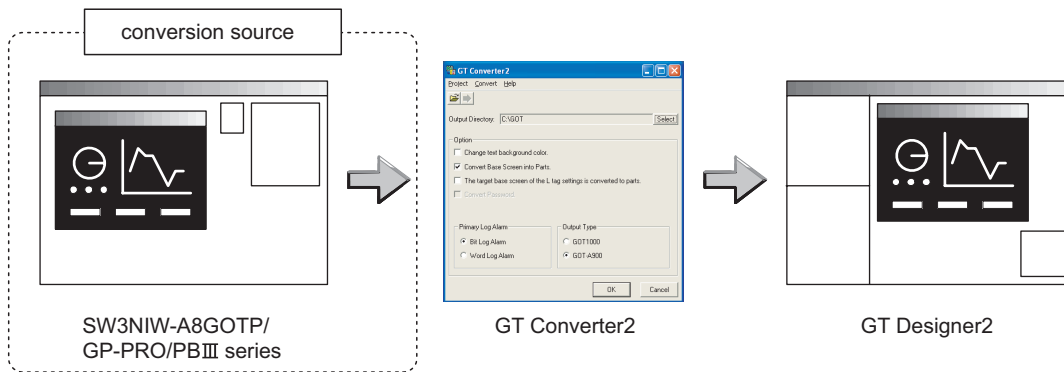 conversion source
SW3NIW-A8GOTP/
GP-PRO/PBⅢ series
GT Converter2
Project Convert Help
Output Directory: C:\GOT Select
Option
Change text background color.
Convert Base Screen into Parts.
The target base screen of the L tag settings is converted to parts.
Convert Password.
Primary Log Alarm
Bit Log Alarm
Word Log Alarm
Output Type
GOT1000
GOT-A900
OK Cancel
GT Converter2
GT Designer2